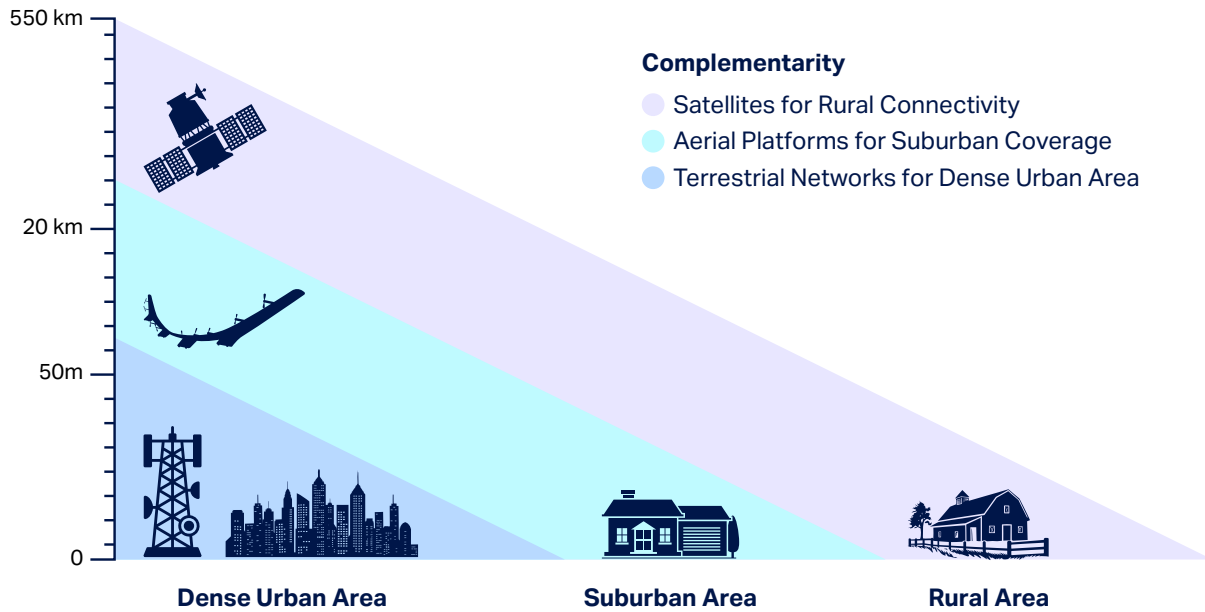 550 km
20 km
50m
0
Complementarity
Satellites for Rural Connectivity
Aerial Platforms for Suburban Coverage
Terrestrial Networks for Dense Urban Area
Dense Urban Area
Suburban Area
Rural Area